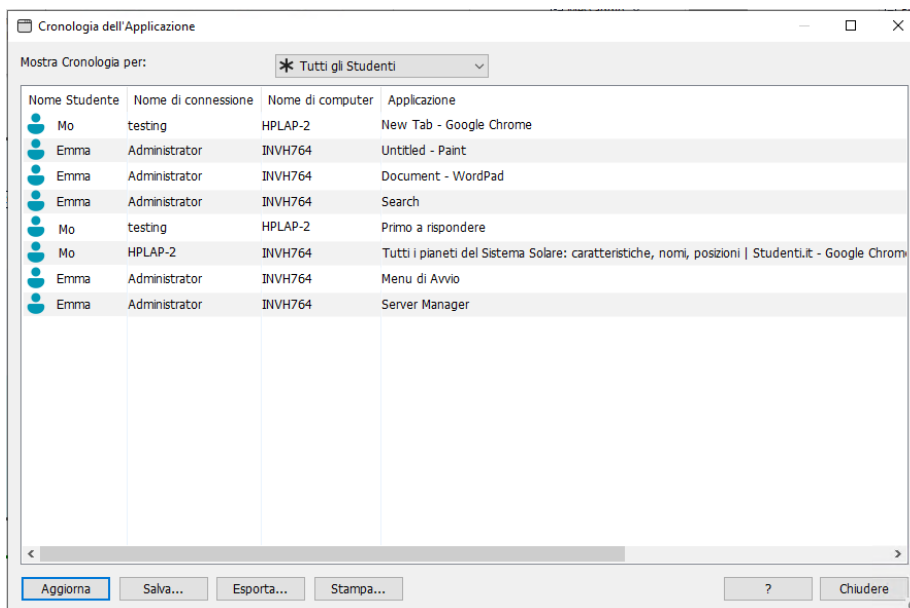 Cronologia dell'Applicazione
Mostra Cronologia per: Tutti gli Studenti
Nome Studente Nome di connessione Nome di computer Applicazione
Mo testing HPLAP-2 New Tab - Google Chrome
Emma Administrator INVH764 Untitled - Paint
Emma Administrator INVH764 Document - WordPad
Emma Administrator INVH764 Search
Mo testing HPLAP-2 Primo a rispondere
Mo HPLAP-2 INVH764 Tutti i pianeti del Sistema Solare: caratteristiche, nomi, posizioni | Studenti.it - Google Chrom
Emma Administrator INVH764 Menu di Avvio
Emma Administrator INVH764 Server Manager
Aggiorna Salva... Esporta... Stampa... ? Chiudere